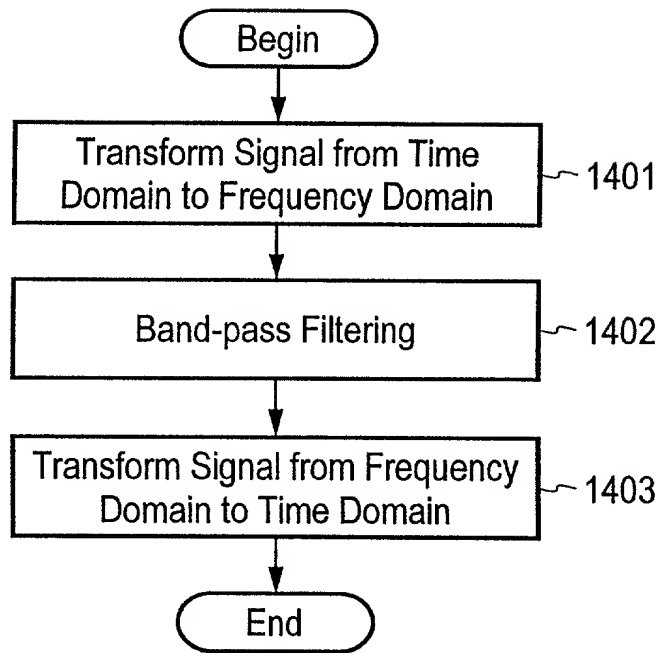 Begin
Transform Signal from Time
Domain to Frequency Domain
1401
Band-pass Filtering
1402
Transform Signal from Frequency
Domain to Time Domain
1403
End